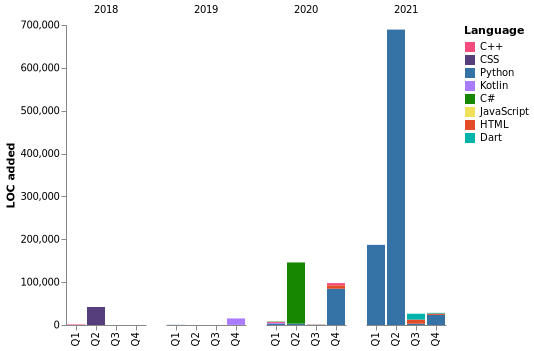 2018 2019 2020 2021
Language
C++
CSS
Python
Kotlin
C#
JavaScript
HTML
Dart
LOC added
700,000
600,000
500,000
400,000
300,000
200,000
100,000
0
Q1 Q2 Q3 Q4 Q1 Q2 Q3 Q4 Q1 Q2 Q3 Q4 Q1 Q2 Q3 Q4